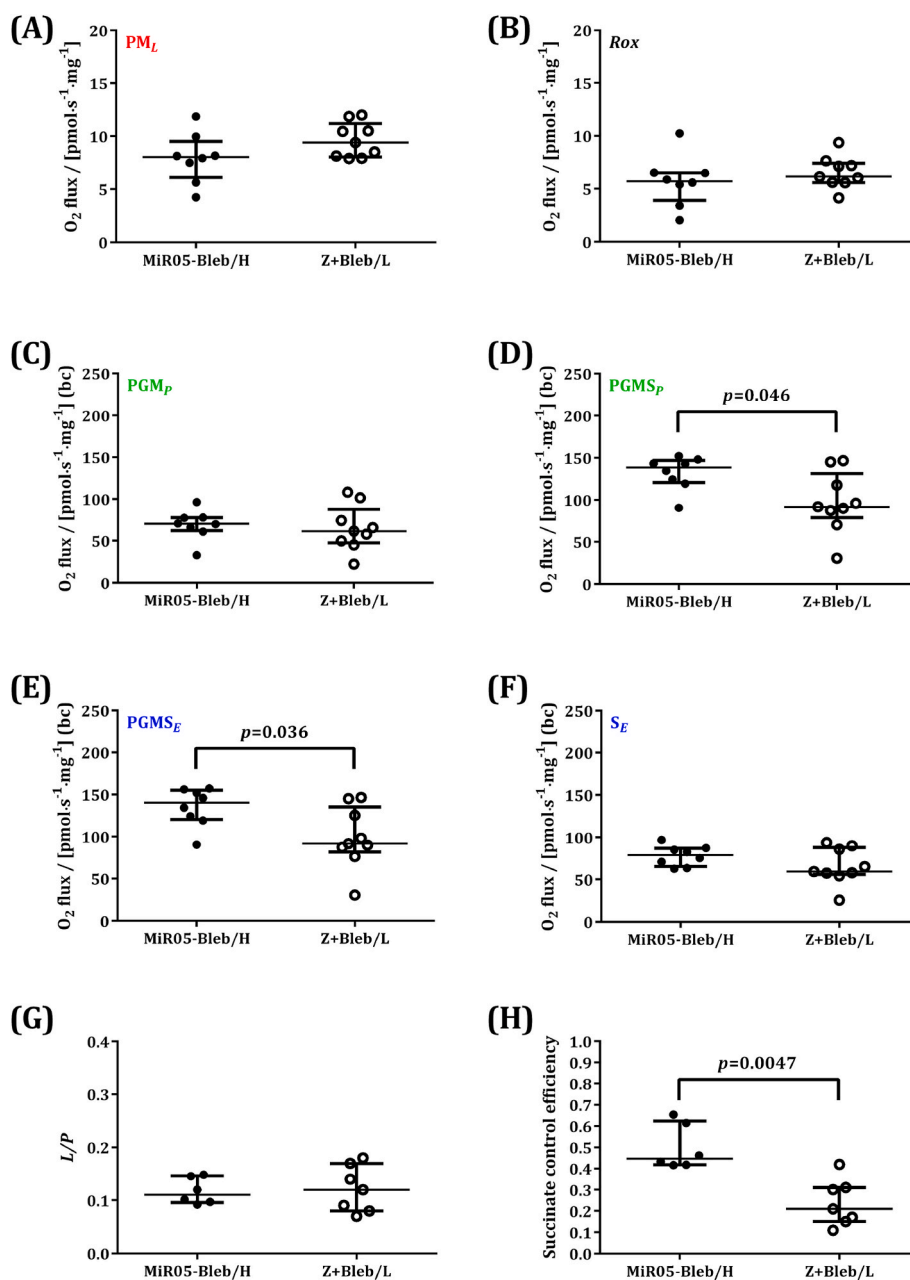 (A)
PM_L
O₂ flux / [pmol·s⁻¹·mg⁻¹]
20
15
10
5
0
MiR05-Bleb/H Z+Bleb/L
(B)
Rox
O₂ flux / [pmol·s⁻¹·mg⁻¹]
20
15
10
5
0
MiR05-Bleb/H Z+Bleb/L
(C)
PGM_P
O₂ flux / [pmol·s⁻¹·mg⁻¹] (bc)
250
200
150
100
50
0
MiR05-Bleb/H Z+Bleb/L
(D)
PGMS_P
p=0.046
O₂ flux / [pmol·s⁻¹·mg⁻¹] (bc)
250
200
150
100
50
0
MiR05-Bleb/H Z+Bleb/L
(E)
PGMS_E
p=0.036
O₂ flux / [pmol·s⁻¹·mg⁻¹] (bc)
250
200
150
100
50
0
MiR05-Bleb/H Z+Bleb/L
(F)
S_E
O₂ flux / [pmol·s⁻¹·mg⁻¹] (bc)
250
200
150
100
50
0
MiR05-Bleb/H Z+Bleb/L
(G)
L/P
0.4
0.3
0.2
0.1
0.0
MiR05-Bleb/H Z+Bleb/L
(H)
p=0.0047
Succinate control efficiency
1.0
0.9
0.8
0.7
0.6
0.5
0.4
0.3
0.2
0.1
0.0
MiR05-Bleb/H Z+Bleb/L